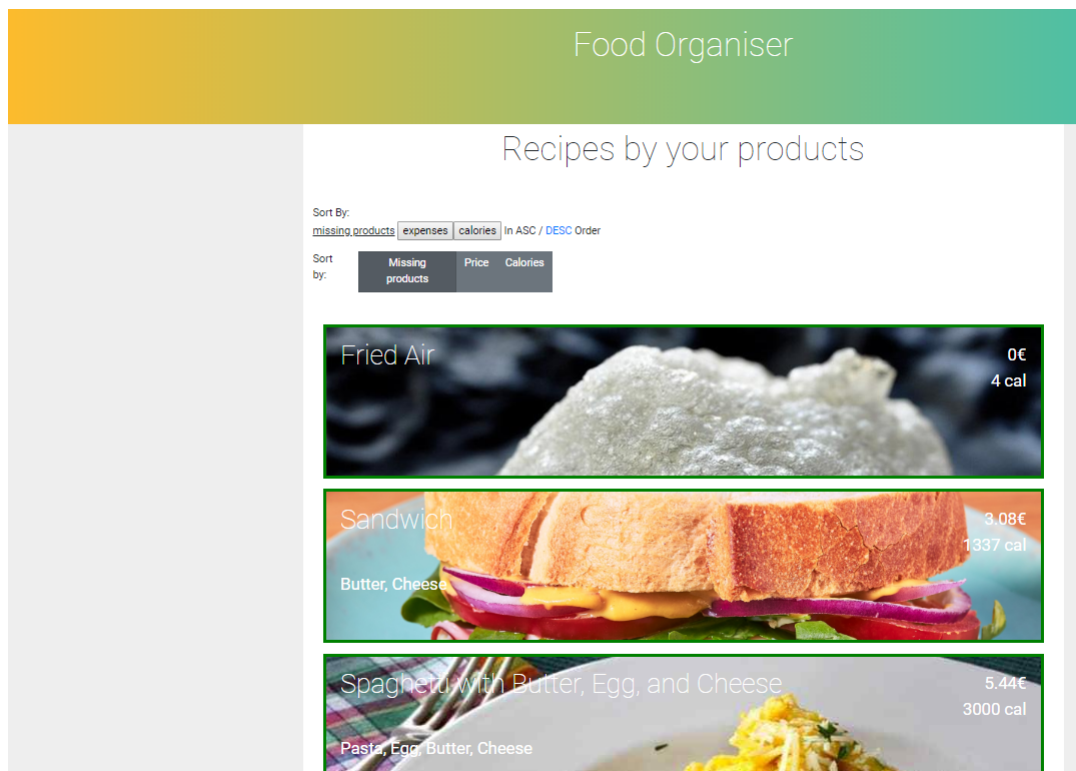 Food Organiser
Recipes by your products
Sort By:
missing products expenses calories In ASC / DESC Order
Sort by:
Missing products Price Calories
Fried Air
0€
4 cal
Sandwich
3.08€
1337 cal
Butter, Cheese
Spaghetti with Butter, Egg, and Cheese
5.44€
3000 cal
Pasta, Egg, Butter, Cheese